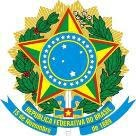 REPÚBLICA FEDERATIVA DO BRASIL
15 de Novembro de 1889